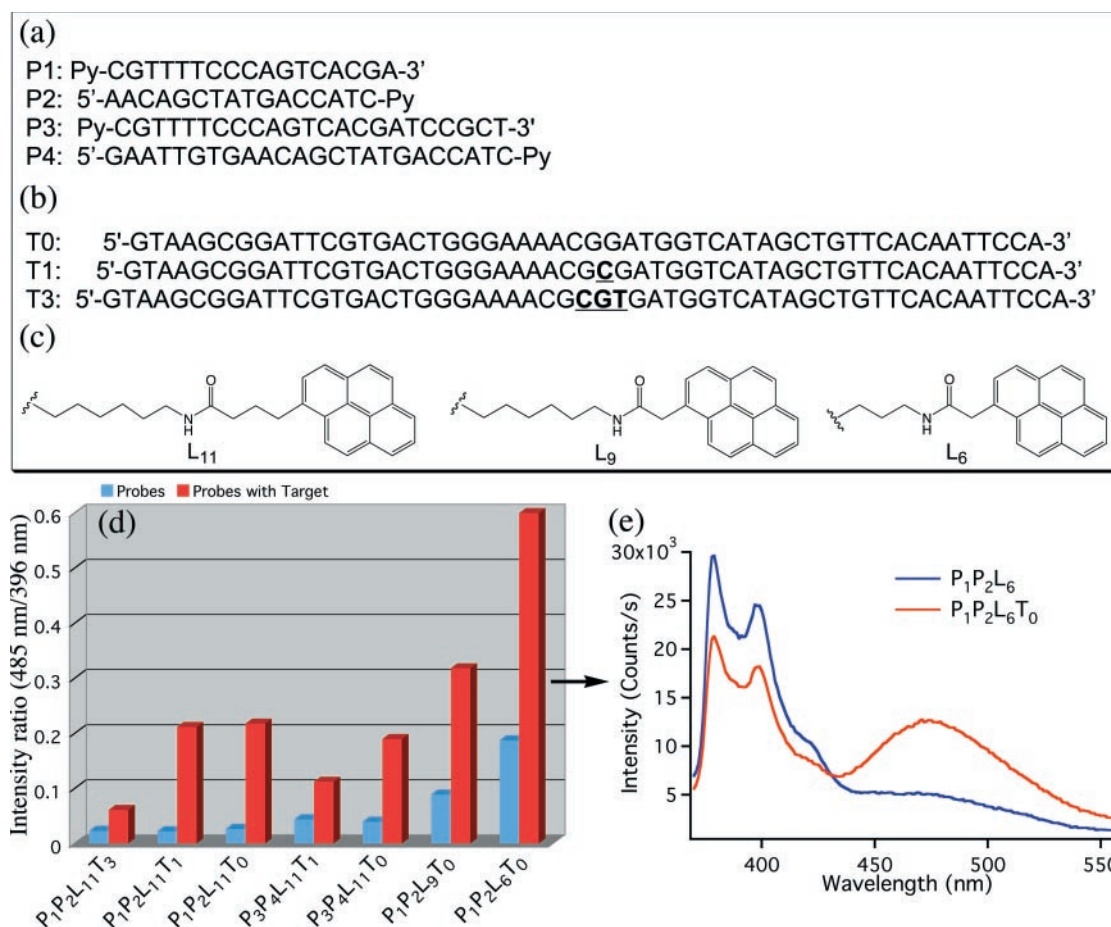 (a)
P1: Py-CGTTTTCCCAGTCACGA-3'
P2: 5'-AACAGCTATGACCATC-Py
P3: Py-CGTTTTCCCAGTCACGATCCGCT-3'
P4: 5'-GAATTGTGAACAGCTATGACCATC-Py
(b)
T0: 5'-GTAAGCGGATTCGTGACTGGGAAAACGGATGGTCATAGCTGTTCACAATTCCA-3'
T1: 5'-GTAAGCGGATTCGTGACTGGGAAAACGCGATGGTCATAGCTGTTCACAATTCCA-3'
T3: 5'-GTAAGCGGATTCGTGACTGGGAAAACGCGTGATGGTCATAGCTGTTCACAATTCCA-3'
(c)
O
N
H
L11
O
N
H
L9
O
N
H
L6
Probes Probes with Target
(d)
Intensity ratio (485 nm/396 nm)
0.6
0.5
0.4
0.3
0.2
0.1
0
P1P2L11T3
P1P2L11T1
P1P2L11T0
P3P4L11T1
P3P4L11T0
P1P2L9T0
P1P2L6T0
(e)
30x10³
25
20
15
10
5
Intensity (Counts/s)
P1P2L6
P1P2L6T0
400
450
500
Wavelength (nm)